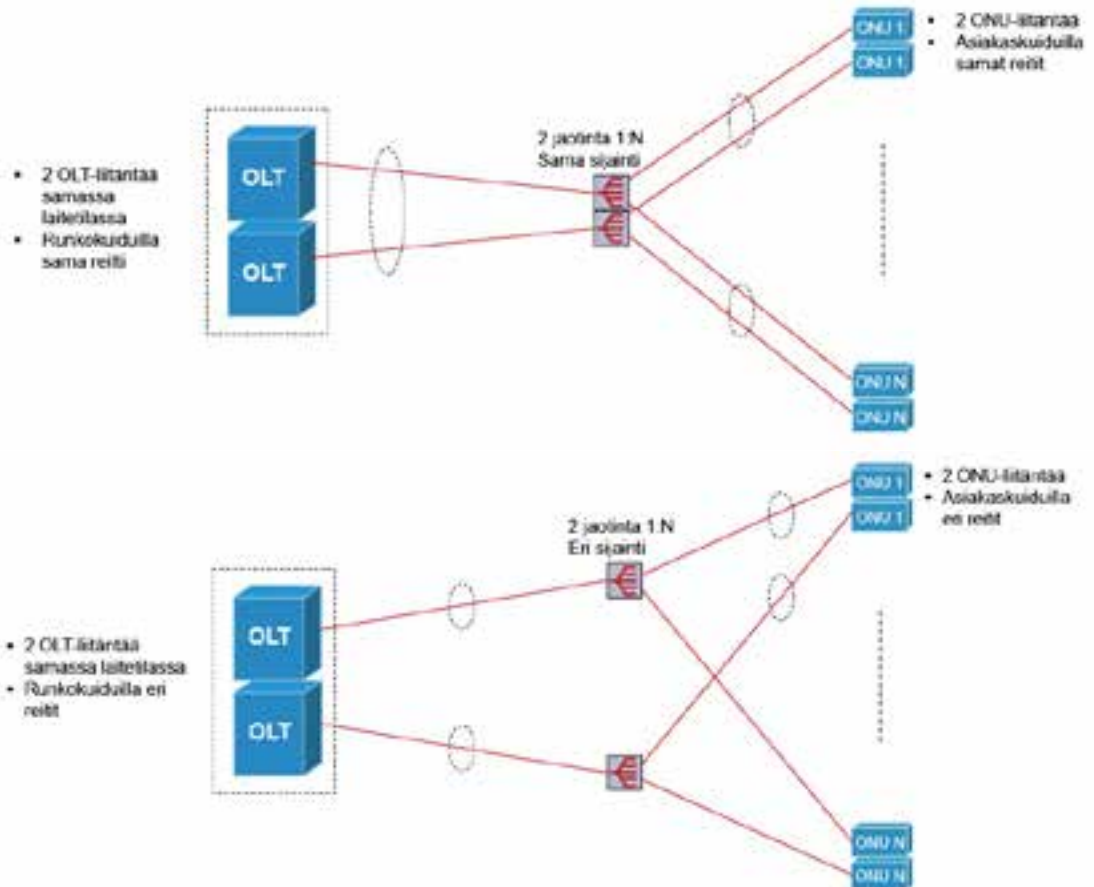 ONU 1
ONU 1
• 2 ONU-liitäntää
• Asiakaskuiduilla
samat reitit
2 jaotinta 1:N
Sama sijainti
OLT
OLT
• 2 OLT-liitäntää
samassa
laitetilassa
• Runkokuiduilla
sama reitti
ONU N
ONU N
ONU 1
ONU 1
• 2 ONU-liitäntää
• Asiakaskuiduilla
eri reitit
2 jaotinta 1:N
Eri sijainti
OLT
OLT
• 2 OLT-liitäntää
samassa laitetilassa
• Runkokuiduilla eri
reitit
ONU N
ONU N